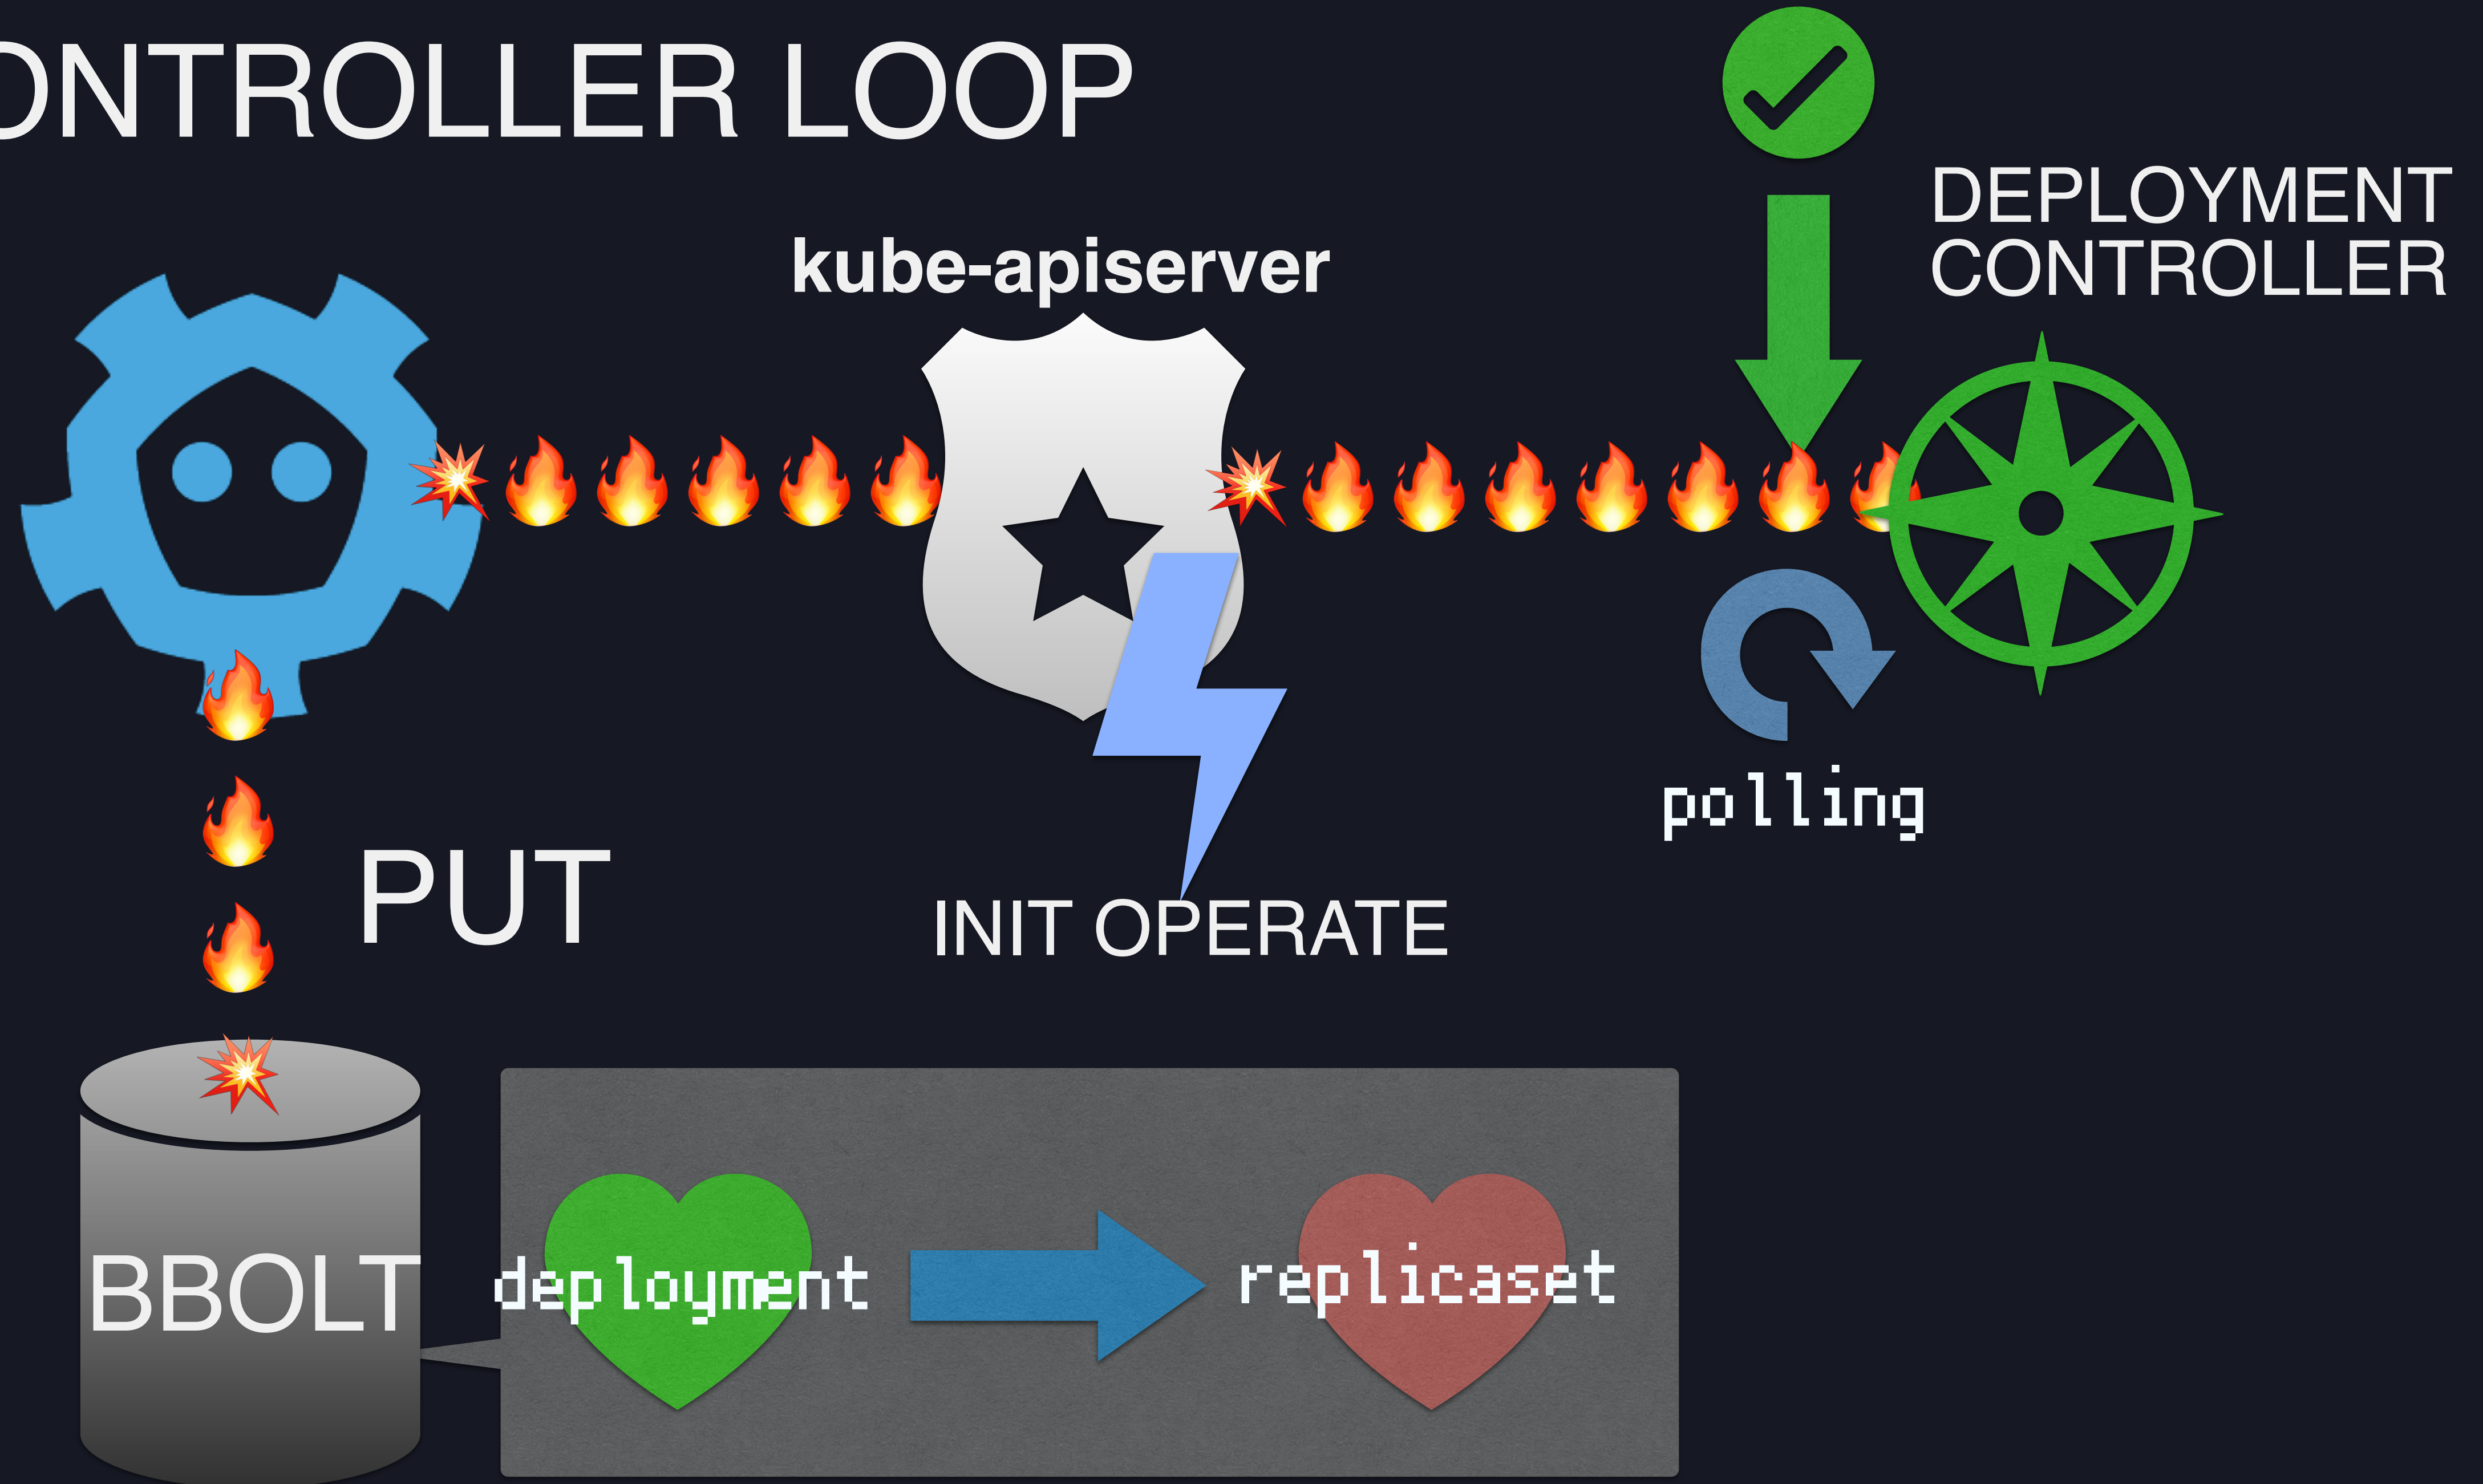 ONTROLLER LOOP
DEPLOYMENT
CONTROLLER
kube-apiserver
polling
PUT
INIT OPERATE
BBOLT
deployment
replicaset